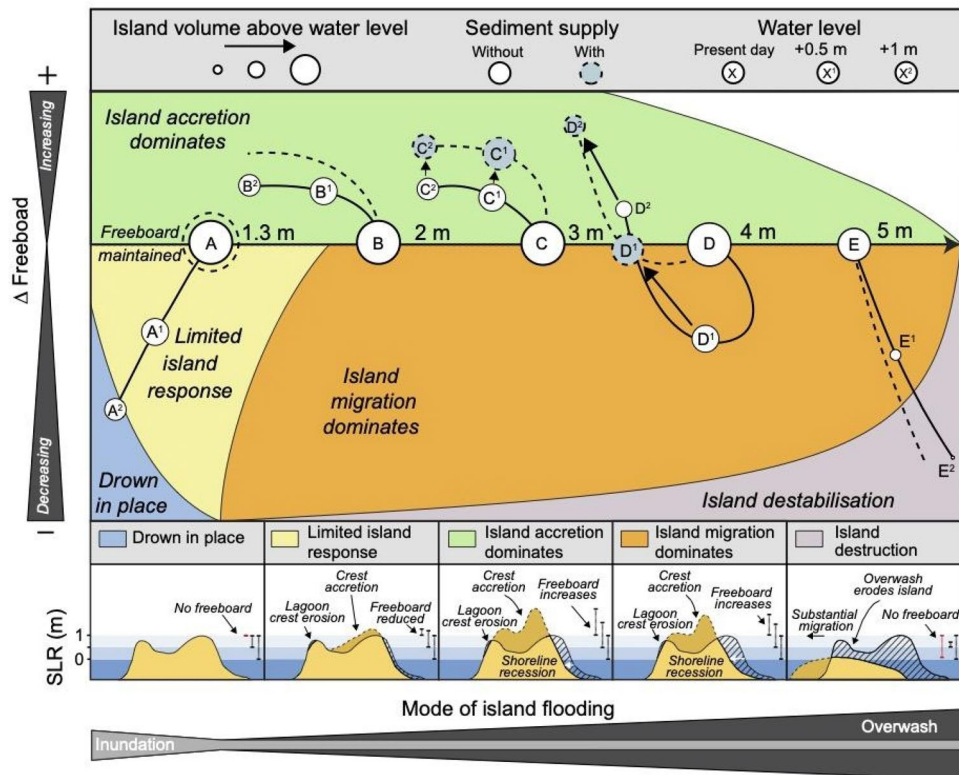 Island volume above water level
Sediment supply
Water level
Without
With
Present day
+0.5 m
+1 m
X
X1
X2
+
Increasing
Δ Freeboad
Decreasing
–
Island accretion
dominates
Freeboard
maintained
A
1.3 m
B
2 m
C
3 m
D
4 m
E
5 m
B2
B1
C2
C1
C2
C1
D2
D2
D1
D1
A1
A2
E1
E2
Limited
island
response
Island
migration
dominates
Drown
in place
Island destabilisation
Drown in place
Limited island
response
Island accretion
dominates
Island migration
dominates
Island
destruction
SLR (m)
1
0
No freeboard
Crest
accretion
Lagoon
crest erosion
Freeboard
reduced
Crest
accretion
Lagoon
crest erosion
Freeboard
increases
Shoreline
recession
Crest
accretion
Lagoon
crest erosion
Freeboard
increases
Shoreline
recession
Overwash
erodes island
Substantial
migration
No freeboard
Mode of island flooding
Inundation
Overwash